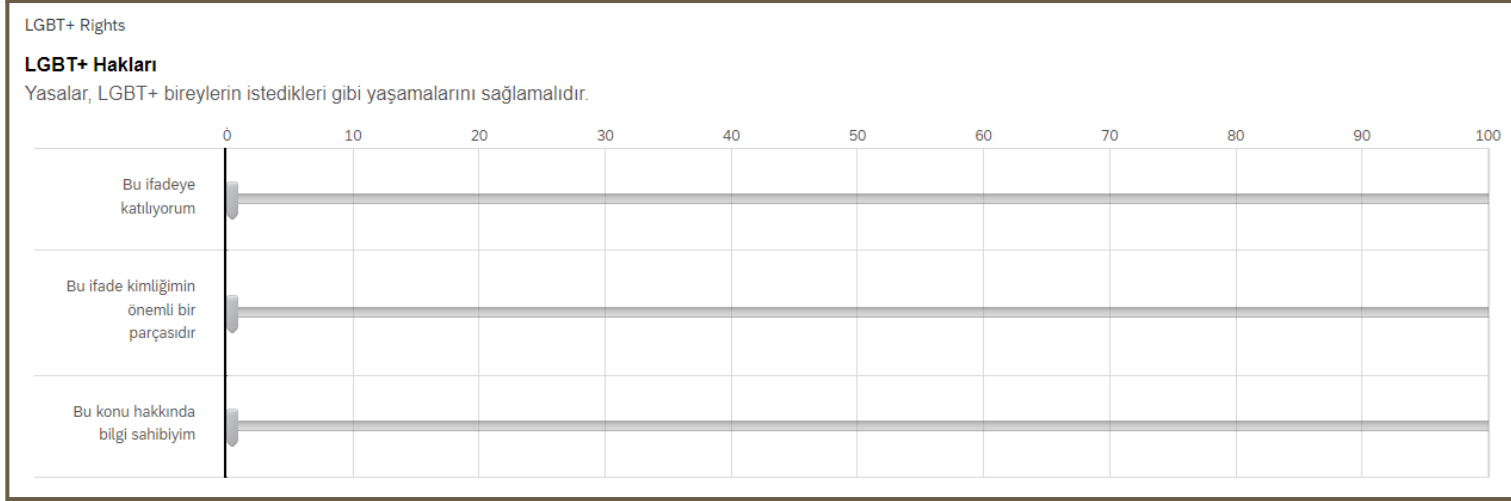 LGBT+ Rights
LGBT+ Hakları
Yasalar, LGBT+ bireylerin istedikleri gibi yaşamalarını sağlamalıdır.
0 10 20 30 40 50 60 70 80 90 100
Bu ifadeye
katılıyorum
Bu ifade kimliğimin
önemli bir
parçasıdır
Bu konu hakkında
bilgi sahibiyim